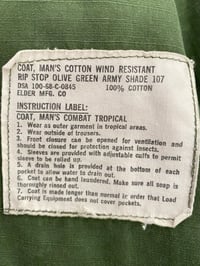 COAT, MAN'S COTTON WIND RESISTANT
RIP STOP OLIVE GREEN ARMY SHADE 107
DSA 100-68-C-0845 100% COTTON
ELDER MFG. CO
INSTRUCTION LABEL:
COAT, MAN'S COMBAT TROPICAL
1. Wear as outer garment in tropical areas.
2. Wear outside of trousers.
3. Front closure can be opened for ventilation and
should be closed for protection against insects.
4. Sleeves are provided with adjustable cuffs to permit
sleeve to be rolled up.
5. A drain hole is provided at the bottom of each
pocket to allow water to drain out.
6. Coat can be hand laundered. Make sure all soap is
thoroughly rinsed out.
7. Coat is made longer than normal in order that Load
Carrying Equipment does not cover pockets.